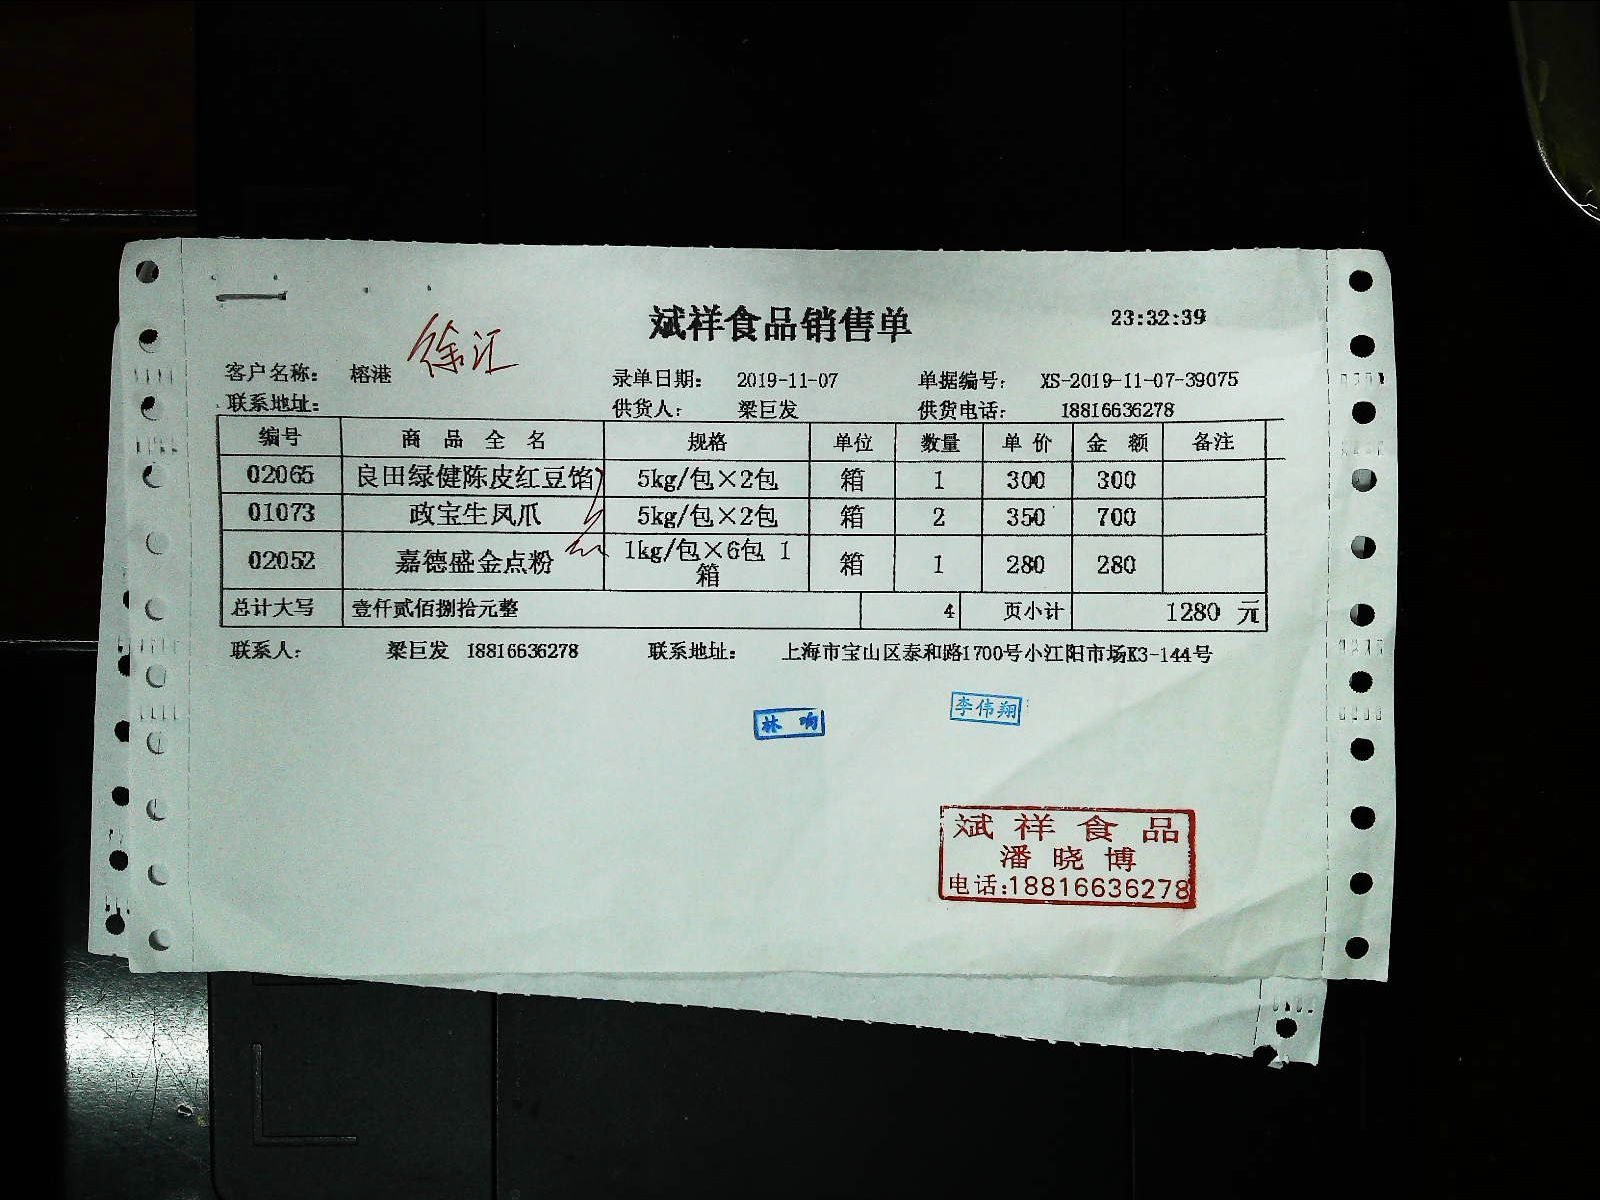 斌祥食品销售单 23:32:39
徐汇
客户名称： 榕港 录单日期： 2019-11-07 单据编号： XS-2019-11-07-39075
联系地址： 供货人： 梁巨发 供货电话： 18816636278
编号 商品全名 规格 单位 数量 单价 金额 备注
02065 良田绿健陈皮红豆馅 5kg/包×2包 箱 1 300 300
01073 政宝生凤爪 5kg/包×2包 箱 2 350 700
02052 嘉德盛金点粉 1kg/包×6包 1箱 箱 1 280 280
总计大写 壹仟贰佰捌拾元整 4 页小计 1280 元
联系人： 梁巨发 18816636278 联系地址： 上海市宝山区泰和路1700号小江阳市场K3-144号
林响
李伟翔
斌祥食品
潘晓博
电话:18816636278